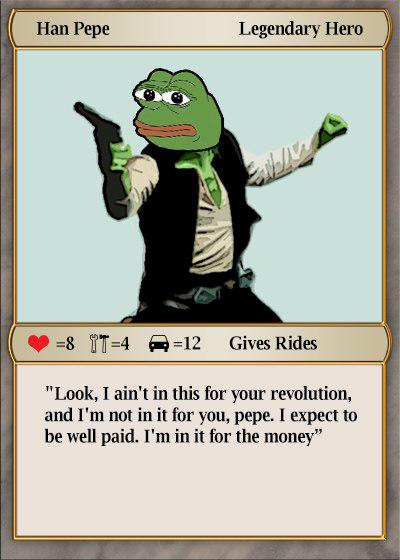 Han Pepe Legendary Hero
=8 =4 =12 Gives Rides
"Look, I ain't in this for your revolution,
and I'm not in it for you, pepe. I expect to
be well paid. I'm in it for the money”